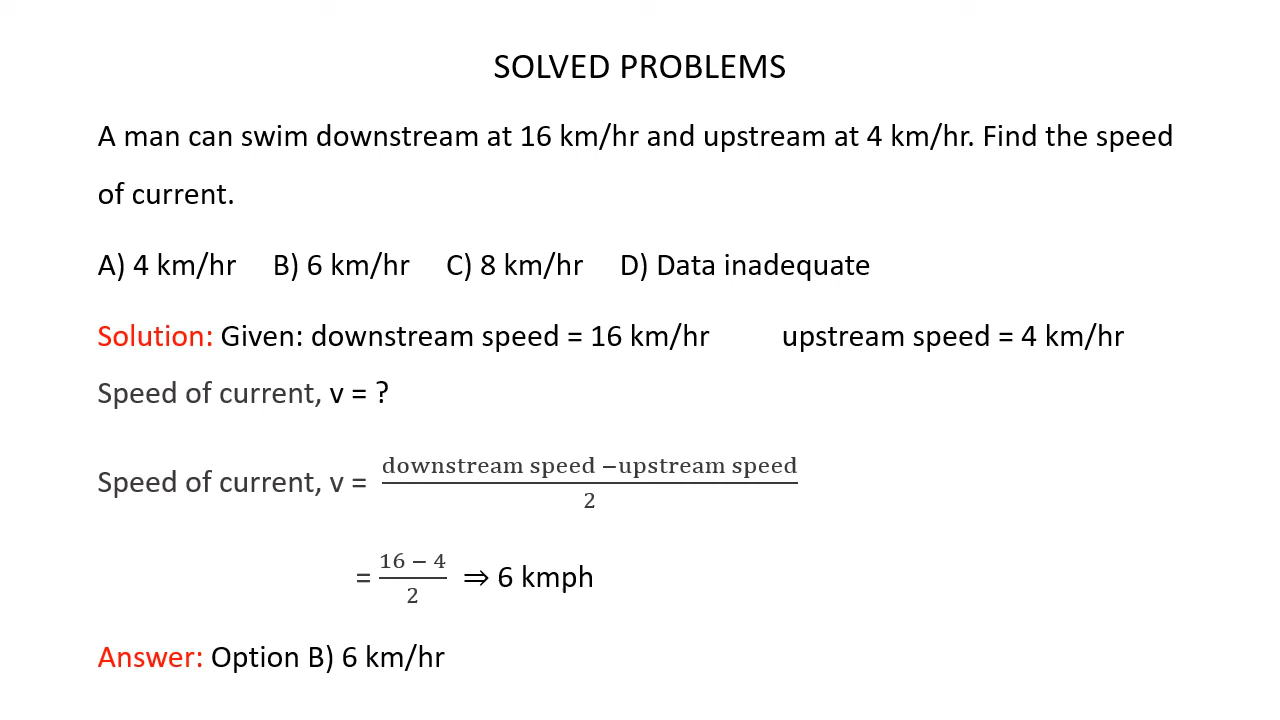 SOLVED PROBLEMS
A man can swim downstream at 16 km/hr and upstream at 4 km/hr. Find the speed
of current.
A) 4 km/hr B) 6 km/hr C) 8 km/hr D) Data inadequate
Solution: Given: downstream speed = 16 km/hr upstream speed = 4 km/hr
Speed of current, v = ?
Speed of current, v = downstream speed −upstream speed
2
= 16 − 4 ⇒ 6 kmph
2
Answer: Option B) 6 km/hr